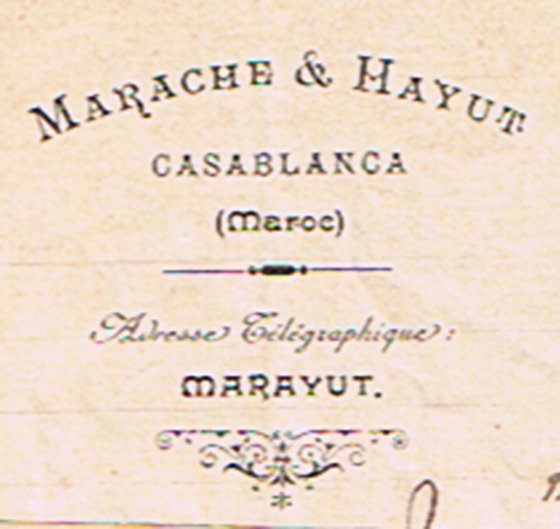 MARACHE & HAYUT
CASABLANCA
(Maroc)
Adresse Télégraphique:
MARAYUT.